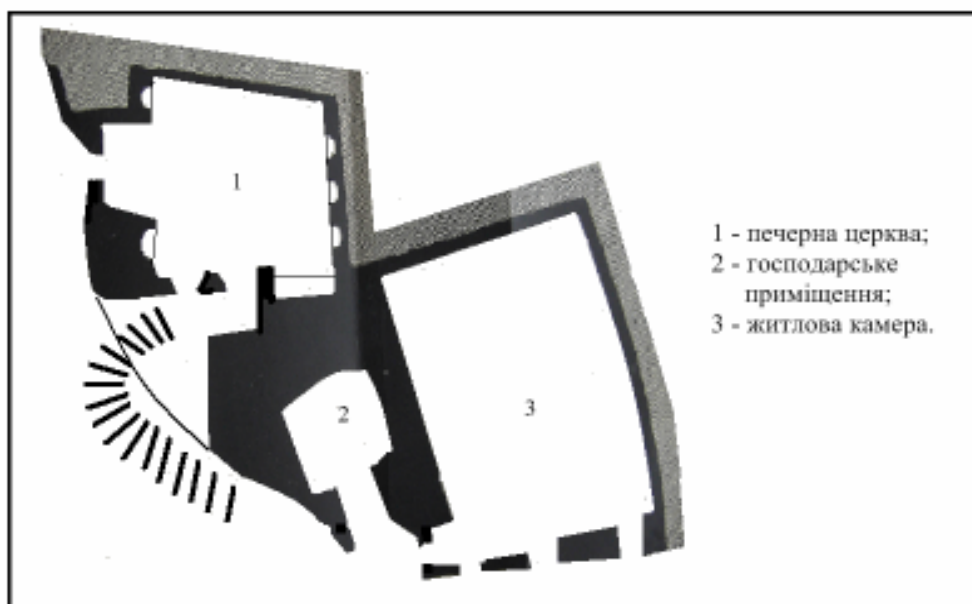 1
2
3
1 - печерна церква;
2 - господарське
приміщення;
3 - житлова камера.